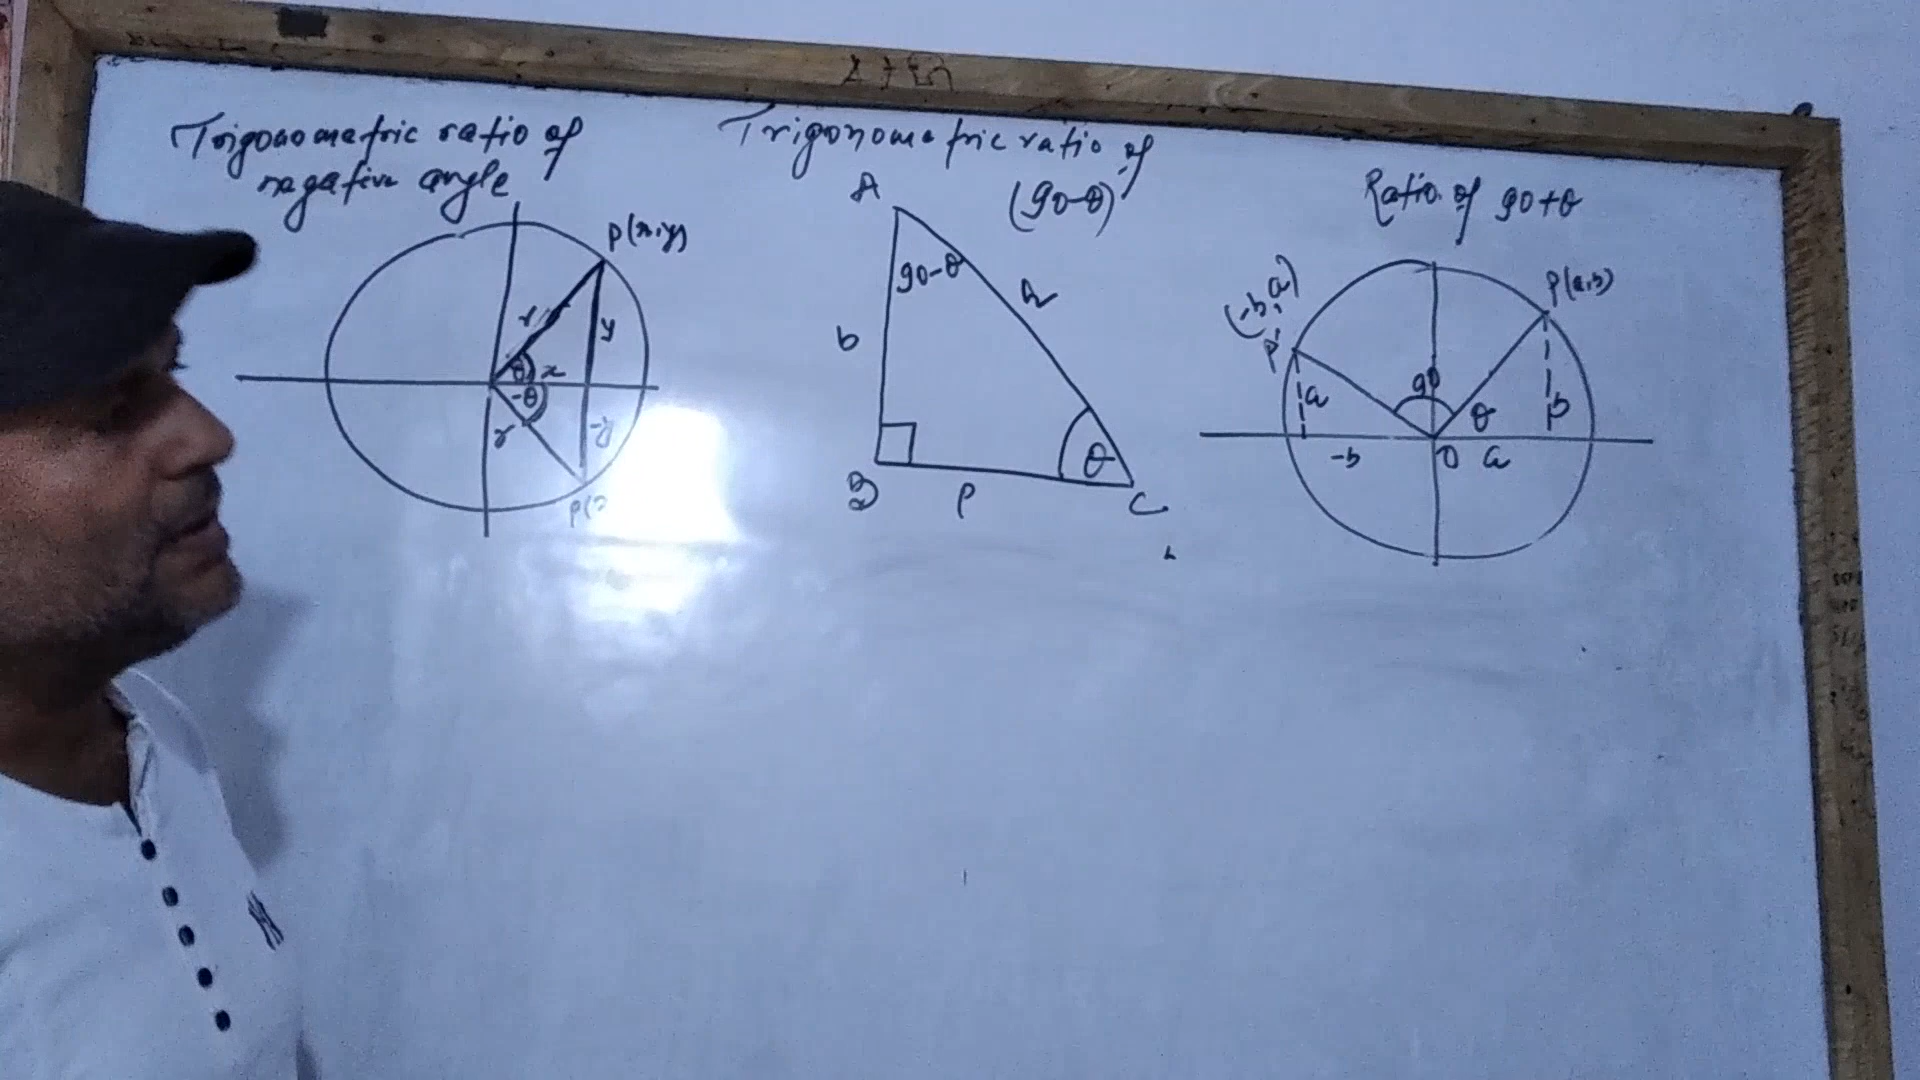 Trigonometric ratio of
negative angle
P(x,y)
r
y
θ
x
-θ
r
-y
P(
Trigonometric ratio of
(90-θ)
A
90-θ
h
b
θ
B
P
C
Ratio of 90+θ
(-b, a)
P'
P(a,b)
90
a
θ
b
-b
O
a